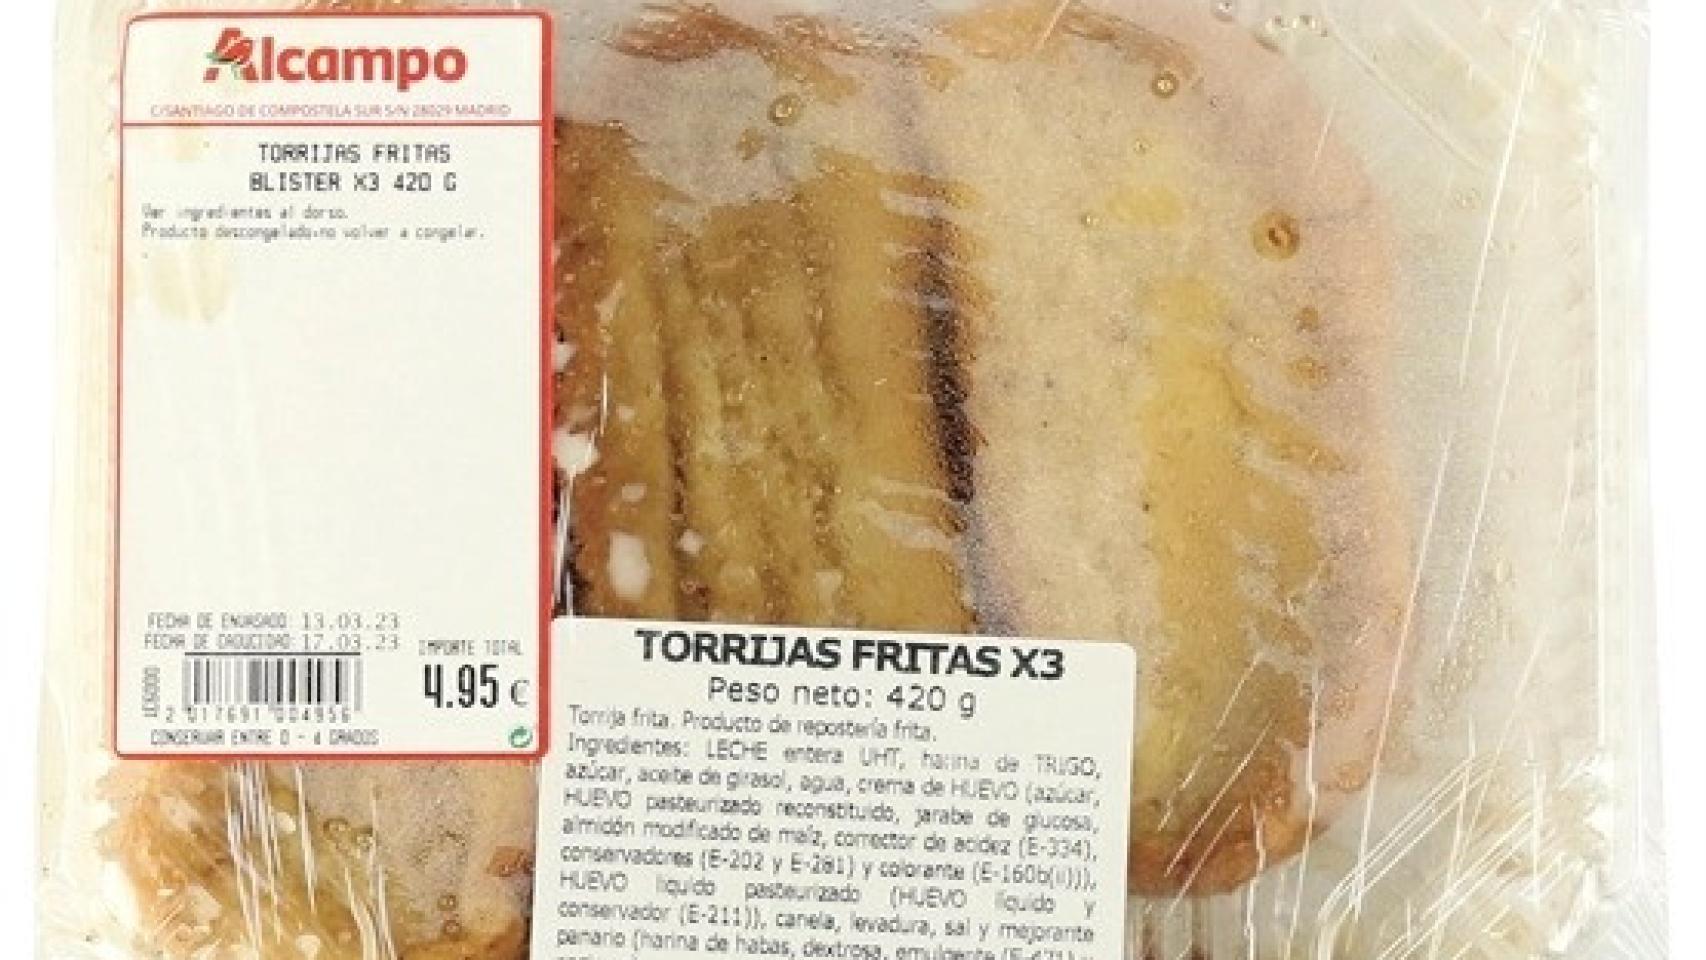 Alcampo
C/SANTIAGO DE COMPOSTELA SUR S/N 28029 MADRID
TORRIJAS FRITAS
BLISTER X3 420 G
Ver ingredientes al dorso.
Producto descongelado.no volver a congelar.
FECHA DE ENVASADO: 13.03.23
FECHA DE CADUCIDAD: 17.03.23
IMPORTE TOTAL
4.95 €
2 017691 004956
CONSERVAR ENTRE 0 - 4 GRADOS
TORRIJAS FRITAS X3
Peso neto: 420 g
Torrija frita. Producto de repostería frita.
Ingredientes: LECHE entera UHT, harina de TRIGO,
azúcar, aceite de girasol, agua, crema de HUEVO (azúcar,
HUEVO pasteurizado reconstituido, jarabe de glucosa,
almidón modificado de maíz, corrector de acidez (E-334),
conservadores (E-202 y E-281) y colorante (E-160b(ii))),
HUEVO líquido pasteurizado (HUEVO líquido y
conservador (E-211)), canela, levadura, sal y mejorante
panario (harina de habas, dextrosa, emulgente (E-471) y